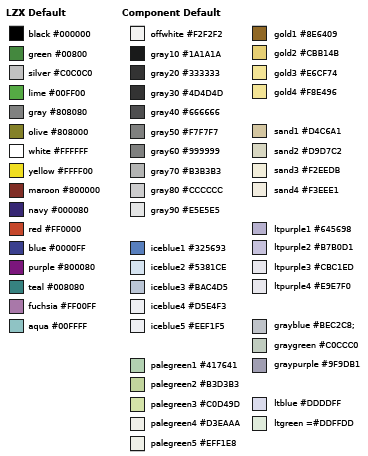 LZX Default
black #000000
green #00800
silver #C0C0C0
lime #00FF00
gray #808080
olive #808000
white #FFFFFF
yellow #FFFF00
maroon #800000
navy #000080
red #FF0000
blue #0000FF
purple #800080
teal #008080
fuchsia #FF00FF
aqua #00FFFF
Component Default
offwhite #F2F2F2
gray10 #1A1A1A
gray20 #333333
gray30 #4D4D4D
gray40 #666666
gray50 #F7F7F7
gray60 #999999
gray70 #B3B3B3
gray80 #CCCCCC
gray90 #E5E5E5
iceblue1 #325693
iceblue2 #5381CE
iceblue3 #BAC4D5
iceblue4 #D5E4F3
iceblue5 #EEF1F5
palegreen1 #417641
palegreen2 #B3D3B3
palegreen3 #C0D49D
palegreen4 #D3EAAA
palegreen5 #EFF1E8
gold1 #8E6409
gold2 #CBB14B
gold3 #E6CF74
gold4 #F8E496
sand1 #D4C6A1
sand2 #D9D7C2
sand3 #F2EEDB
sand4 #F3EEE1
ltpurple1 #645698
ltpurple2 #B7B0D1
ltpurple3 #CBC1ED
ltpurple4 #E9E7F0
grayblue #BEC2C8;
graygreen #C0CCC0
graypurple #9F9DB1
ltblue #DDDDFF
ltgreen =#DDFFDD